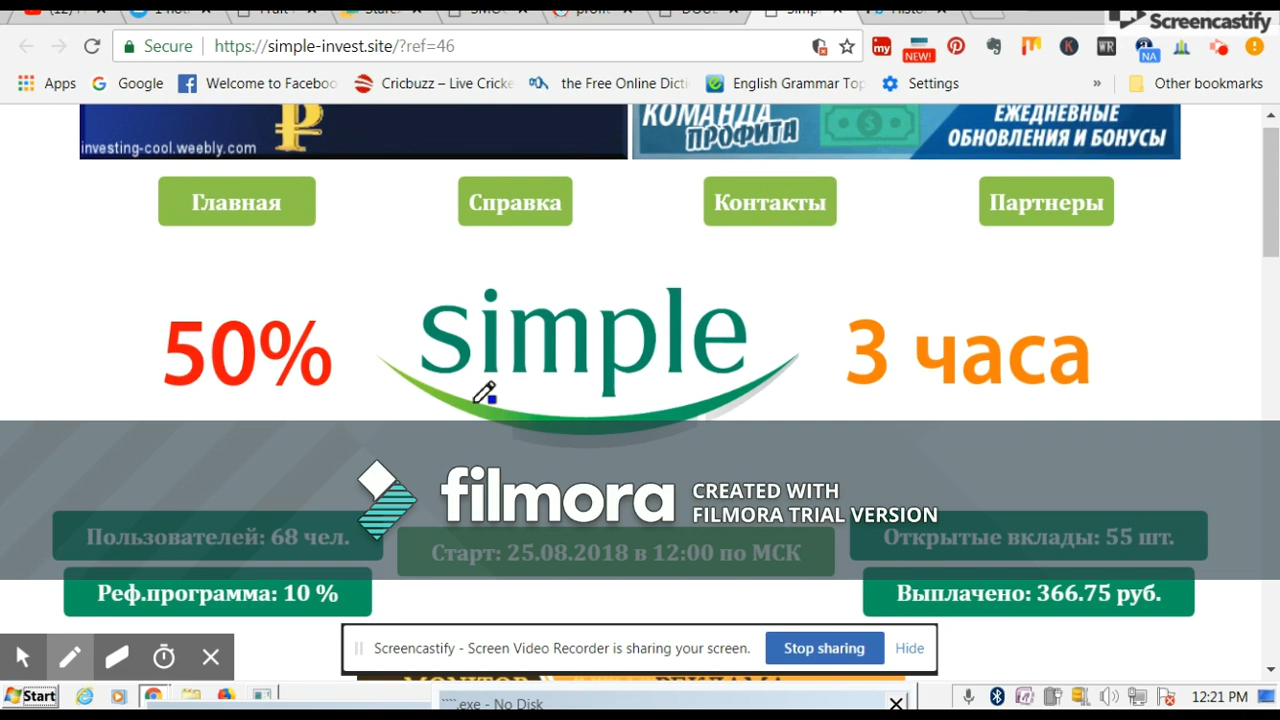 Screencastify
Secure
https://simple-invest.site/?ref=46
my
NEW!
K
WR
NA
Apps
Google
Welcome to Faceboo
Cricbuzz – Live Cricke
the Free Online Dicti
English Grammar Top
Settings
»
Other bookmarks
investing-cool.weebly.com
КОМАНДА
ПРОФИТА
ЕЖЕДНЕВНЫЕ
ОБНОВЛЕНИЯ И БОНУСЫ
Главная
Справка
Контакты
Партнеры
50%
simple
3 часа
filmora
CREATED WITH
FILMORA TRIAL VERSION
Пользователей: 68 чел.
Старт: 25.08.2018 в 12:00 по МСК
Открытые вклады: 55 шт.
Реф.программа: 10 %
Выплачено: 366.75 руб.
Screencastify - Screen Video Recorder is sharing your screen.
Stop sharing
Hide
Start
````.exe - No Disk
12:21 PM